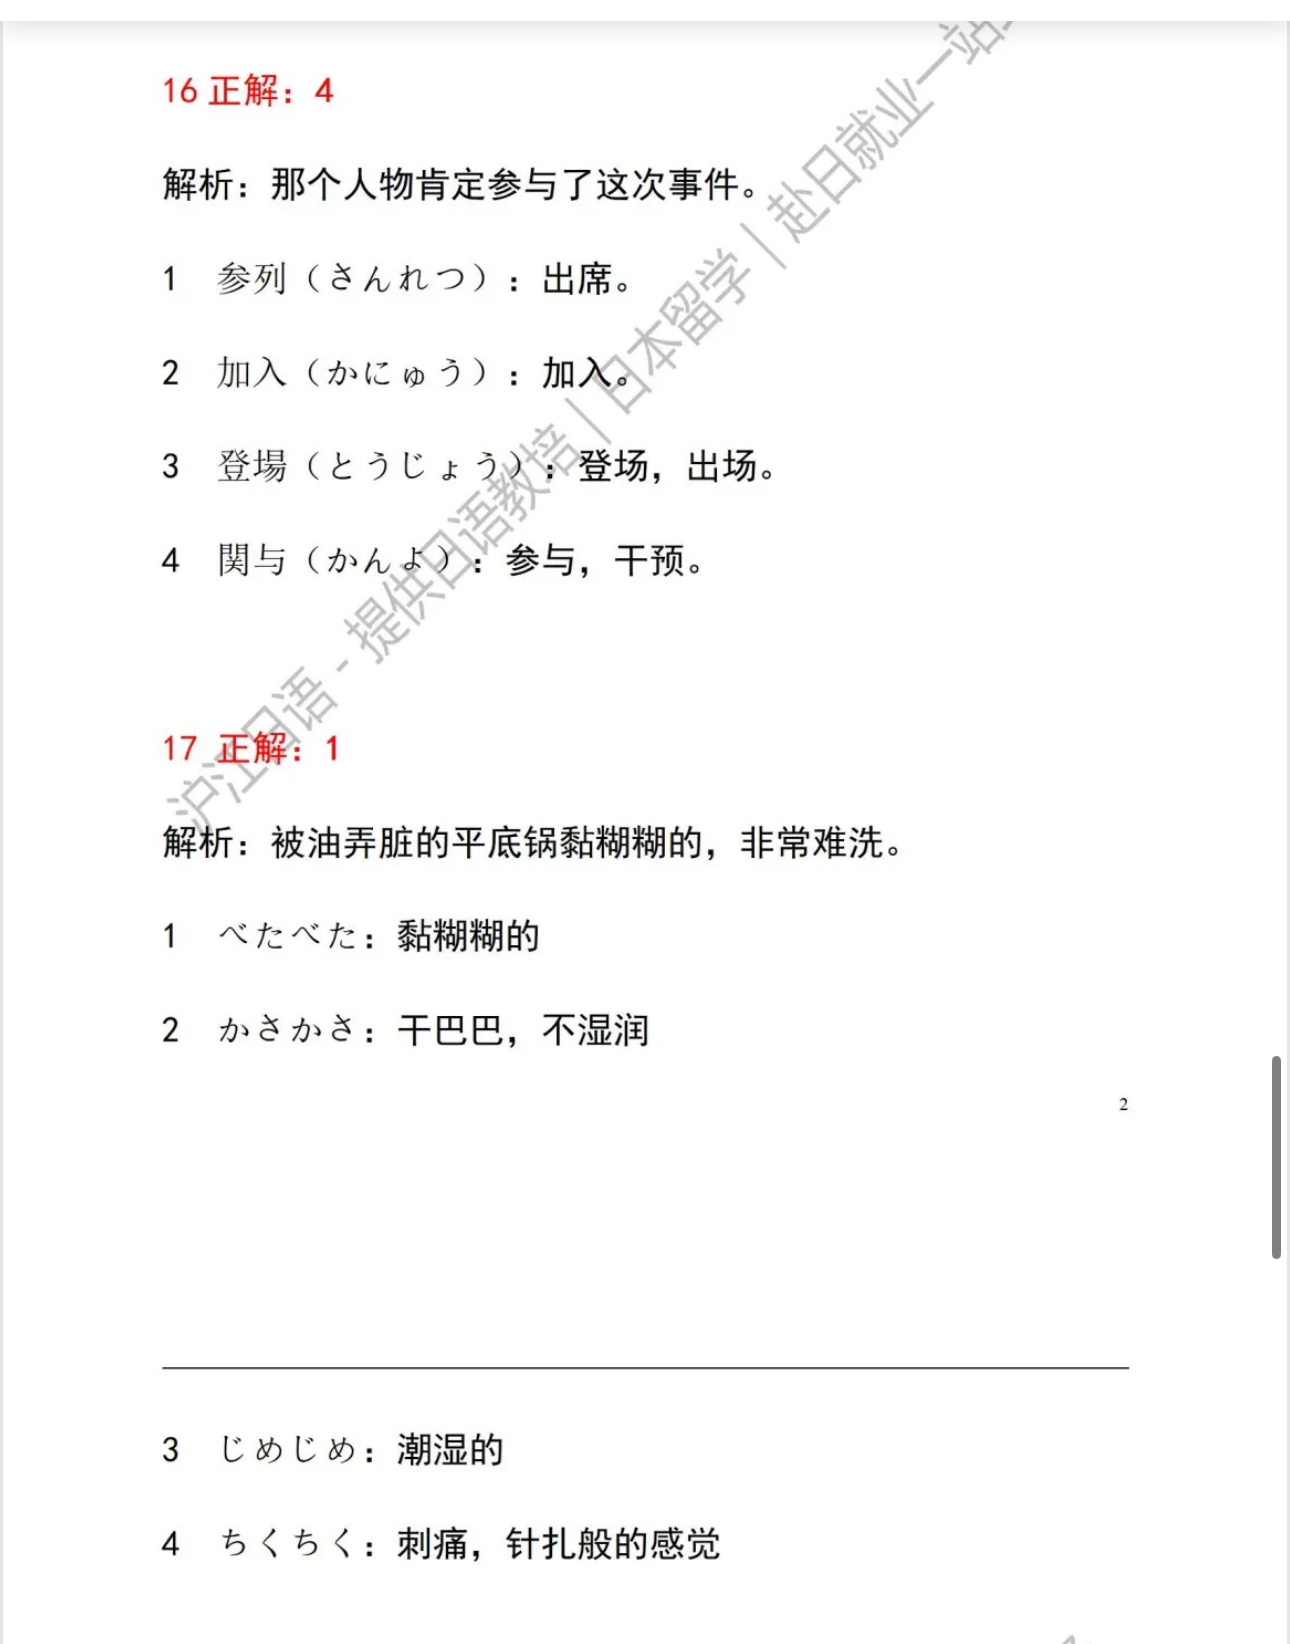 16 正解：4
解析：那个人物肯定参与了这次事件。
1 参列（さんれつ）：出席。
2 加入（かにゅう）：加入。
3 登場（とうじょう）：登场，出场。
4 関与（かんよ）：参与，干预。
17 正解：1
解析：被油弄脏的平底锅黏糊糊的，非常难洗。
1 べたべた：黏糊糊的
2 かさかさ：干巴巴，不湿润
2
3 じめじめ：潮湿的
4 ちくちく：刺痛，针扎般的感觉
沪江日语 - 提供日语教培｜日本留学｜赴日就业一站